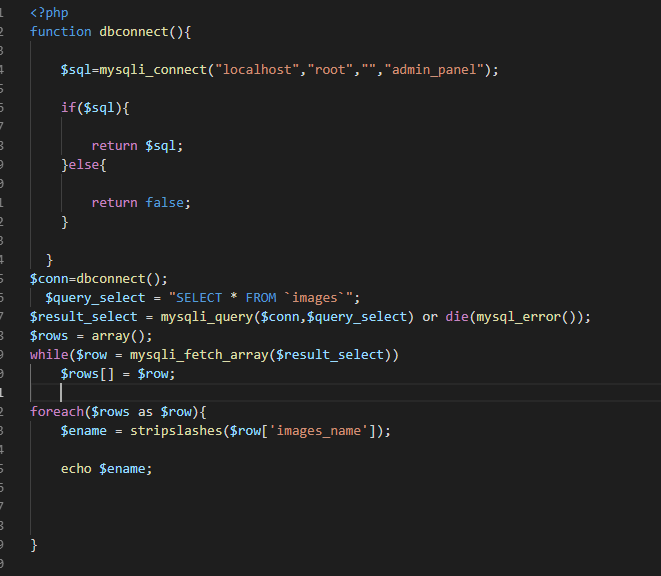 1 <?php
2 function dbconnect(){
3
4 $sql=mysqli_connect("localhost","root","","admin_panel");
5
6 if($sql){
7
8 return $sql;
9 }else{
0
1 return false;
2 }
3
4 }
5 $conn=dbconnect();
6 $query_select = "SELECT * FROM `images`";
7 $result_select = mysqli_query($conn,$query_select) or die(mysql_error());
8 $rows = array();
9 while($row = mysqli_fetch_array($result_select))
0 $rows[] = $row;
1
2 foreach($rows as $row){
3 $ename = stripslashes($row['images_name']);
4
5 echo $ename;
6
7
8
9 }
0